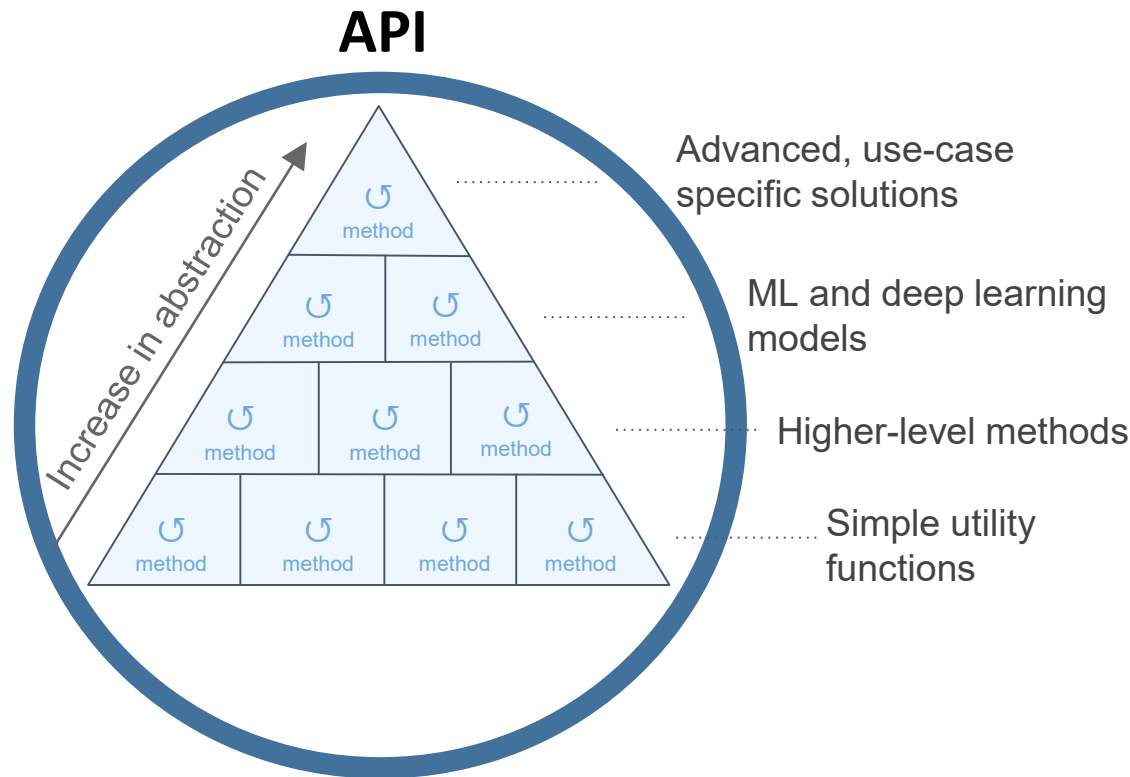 API
Increase in abstraction
method
Advanced, use-case
specific solutions
method
method
ML and deep learning
models
method
method
method
Higher-level methods
method
method
method
method
Simple utility
functions